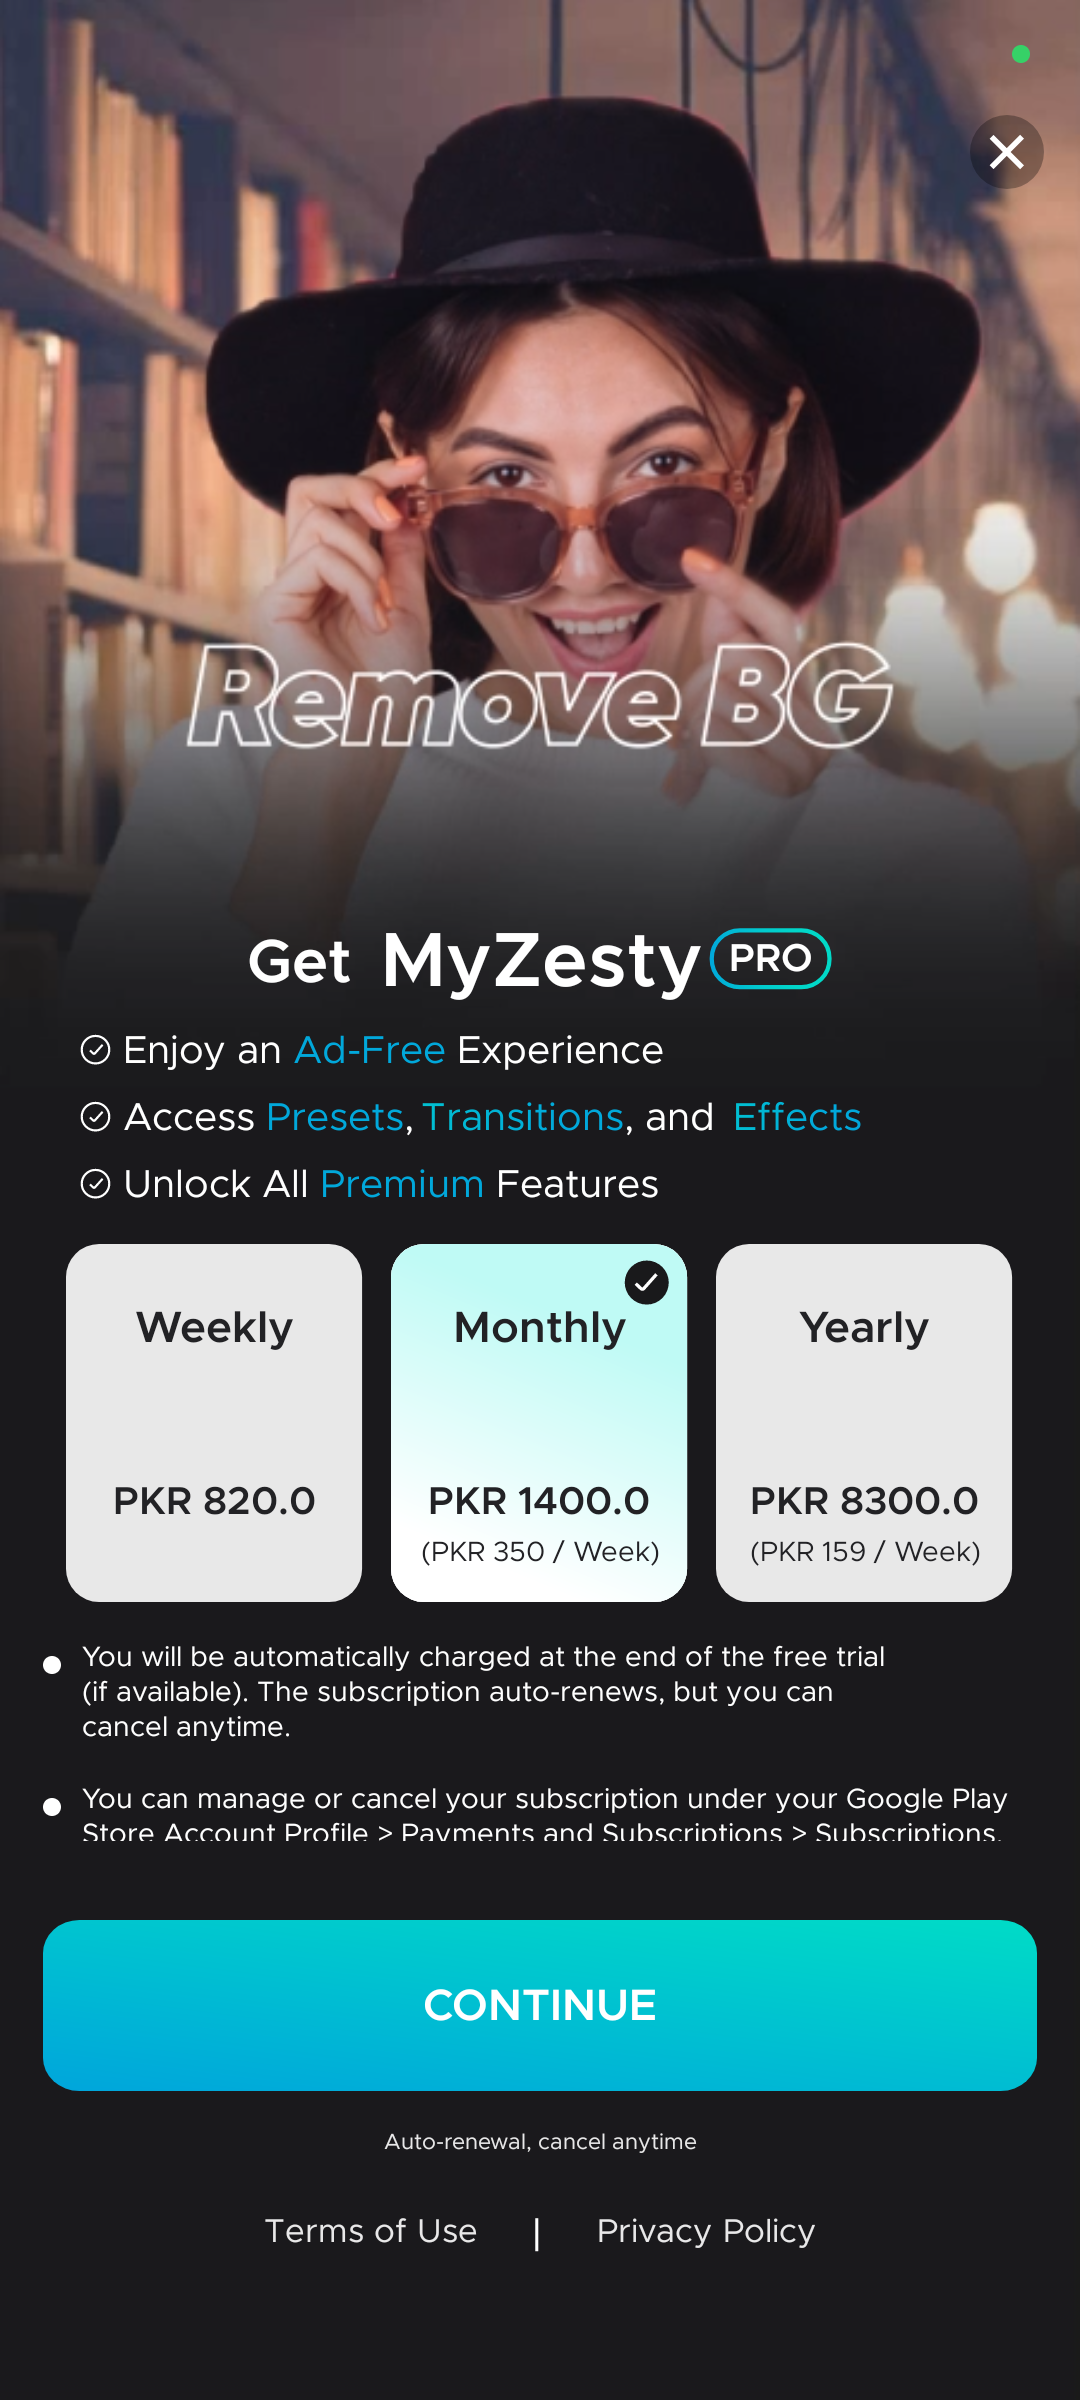 Remove BG
Get MyZesty PRO
Enjoy an Ad-Free Experience
Access Presets, Transitions, and Effects
Unlock All Premium Features
Weekly
PKR 820.0
Monthly
PKR 1400.0
(PKR 350 / Week)
Yearly
PKR 8300.0
(PKR 159 / Week)
You will be automatically charged at the end of the free trial
(if available). The subscription auto-renews, but you can
cancel anytime.
You can manage or cancel your subscription under your Google Play
Store Account Profile > Payments and Subscriptions > Subscriptions.
CONTINUE
Auto-renewal, cancel anytime
Terms of Use | Privacy Policy